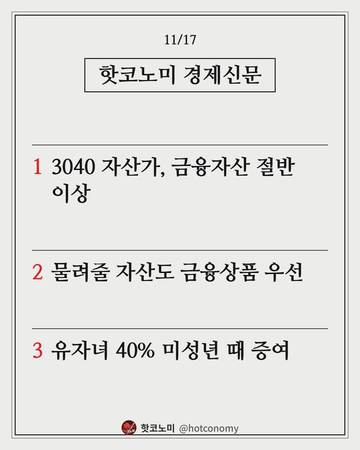 11/17
핫코노미 경제신문
1 3040 자산가, 금융자산 절반
이상
2 물려줄 자산도 금융상품 우선
3 유자녀 40% 미성년 때 증여
핫코노미 @hotconomy